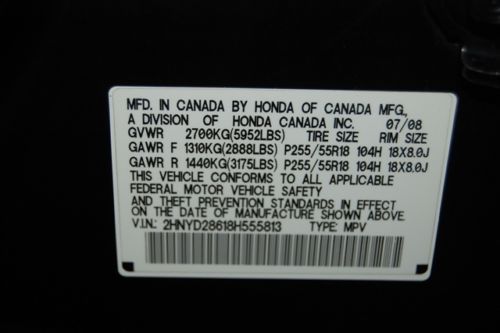 MFD. IN CANADA BY HONDA OF CANADA MFG.,
A DIVISION OF HONDA CANADA INC. 07/08
GVWR 2700KG(5952LBS) TIRE SIZE RIM SIZE
GAWR F 1310KG(2888LBS) P255/55R18 104H 18X8.0J
GAWR R 1440KG(3175LBS) P255/55R18 104H 18X8.0J
THIS VEHICLE CONFORMS TO ALL APPLICABLE
FEDERAL MOTOR VEHICLE SAFETY
AND THEFT PREVENTION STANDARDS IN EFFECT
ON THE DATE OF MANUFACTURE SHOWN ABOVE.
V.I.N.: 2HNYD28618H555813 TYPE: MPV